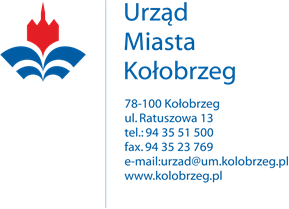 Urząd
Miasta
Kołobrzeg
78-100 Kołobrzeg
ul. Ratuszowa 13
tel.: 94 35 51 500
fax. 94 35 23 769
e-mail:urzad@um.kolobrzeg.pl
www.kolobrzeg.pl